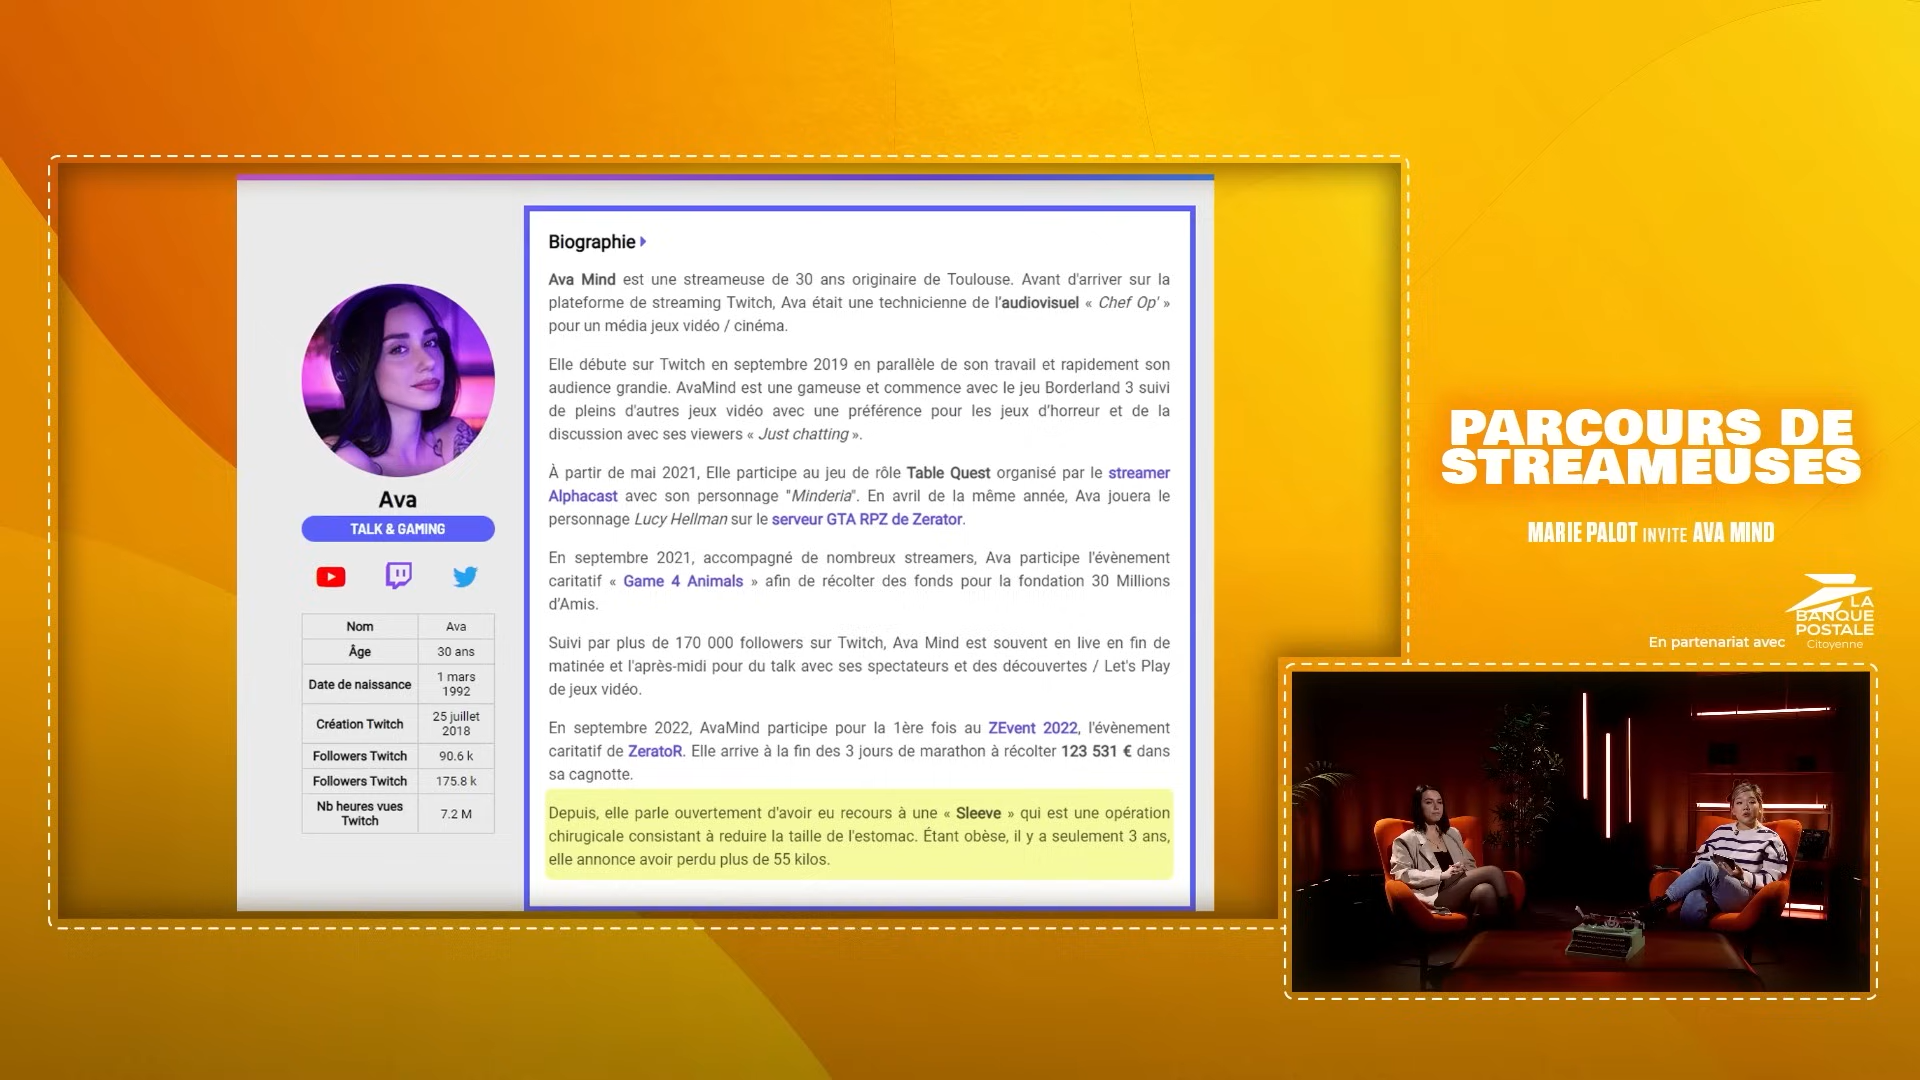 Biographie
Ava Mind est une streameuse de 30 ans originaire de Toulouse. Avant d'arriver sur la
plateforme de streaming Twitch, Ava était une technicienne de l'audiovisuel « Chef Op' »
pour un média jeux vidéo / cinéma.
Elle débute sur Twitch en septembre 2019 en parallèle de son travail et rapidement son
audience grandie. AvaMind est une gameuse et commence avec le jeu Borderland 3 suivi
de pleins d'autres jeux vidéo avec une préférence pour les jeux d'horreur et de la
discussion avec ses viewers « Just chatting ».
À partir de mai 2021, Elle participe au jeu de rôle Table Quest organisé par le streamer
Alphacast avec son personnage "Minderia". En avril de la même année, Ava jouera le
personnage Lucy Hellman sur le serveur GTA RPZ de Zerator.
En septembre 2021, accompagné de nombreux streamers, Ava participe l'évènement
caritatif « Game 4 Animals » afin de récolter des fonds pour la fondation 30 Millions
d'Amis.
Suivi par plus de 170 000 followers sur Twitch, Ava Mind est souvent en live en fin de
matinée et l'après-midi pour du talk avec ses spectateurs et des découvertes / Let's Play
de jeux vidéo.
En septembre 2022, AvaMind participe pour la 1ère fois au ZEvent 2022, l'évènement
caritatif de ZeratoR. Elle arrive à la fin des 3 jours de marathon à récolter 123 531 € dans
sa cagnotte.
Depuis, elle parle ouvertement d'avoir eu recours à une « Sleeve » qui est une opération
chirugicale consistant à reduire la taille de l'estomac. Étant obèse, il y a seulement 3 ans,
elle annonce avoir perdu plus de 55 kilos.
Ava
TALK & GAMING
Nom Ava
Âge 30 ans
Date de naissance 1 mars
1992
Création Twitch 25 juillet
2018
Followers Twitch 90.6 k
Followers Twitch 175.8 k
Nb heures vues
Twitch 7.2 M
PARCOURS DE
STREAMEUSES
MARIE PALOT INVITE AVA MIND
En partenariat avec
LA
BANQUE
POSTALE
Citoyenne